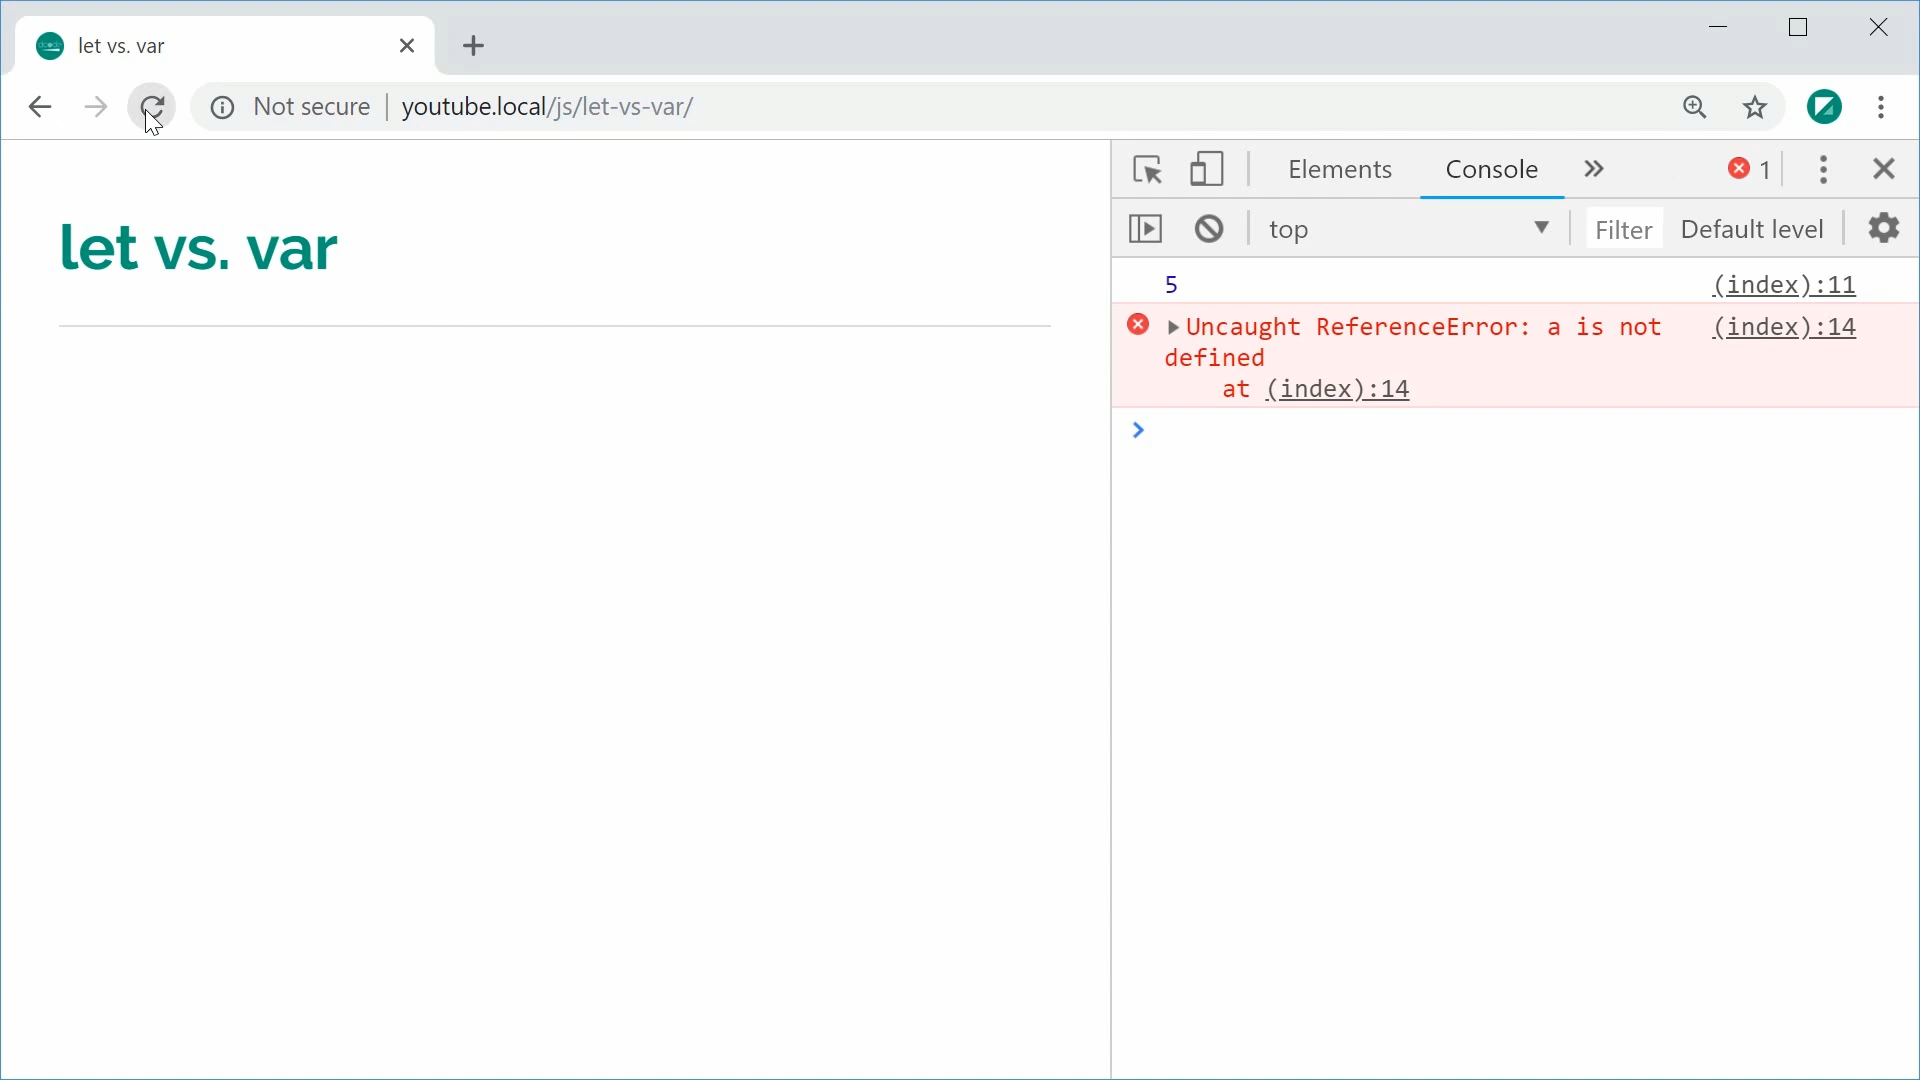 let vs. var
Not secure youtube.local/js/let-vs-var/
Elements Console 1
top Filter Default level
let vs. var
5 (index):11
Uncaught ReferenceError: a is not (index):14
defined
at (index):14